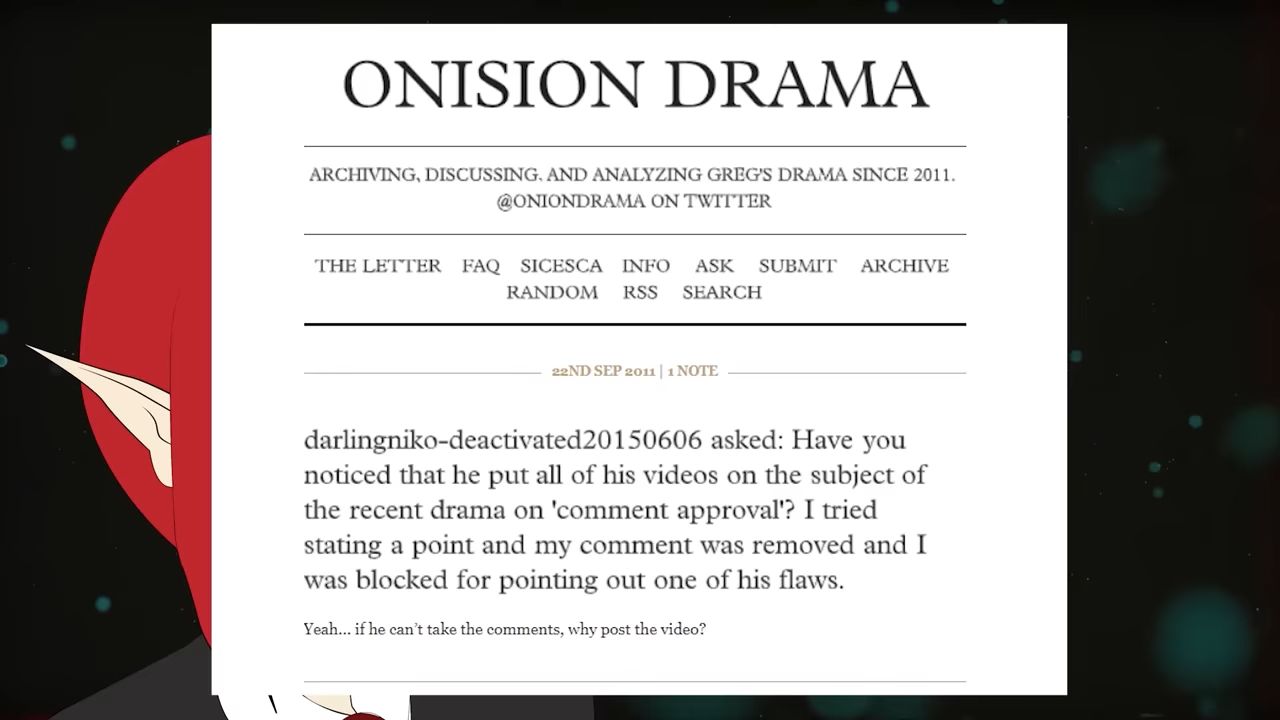 ONISION DRAMA
ARCHIVING, DISCUSSING, AND ANALYZING GREG'S DRAMA SINCE 2011.
@ONIONDRAMA ON TWITTER
THE LETTER FAQ SICESCA INFO ASK SUBMIT ARCHIVE
RANDOM RSS SEARCH
22ND SEP 2011 | 1 NOTE
darlingniko-deactivated20150606 asked: Have you
noticed that he put all of his videos on the subject of
the recent drama on 'comment approval'? I tried
stating a point and my comment was removed and I
was blocked for pointing out one of his flaws.
Yeah... if he can't take the comments, why post the video?